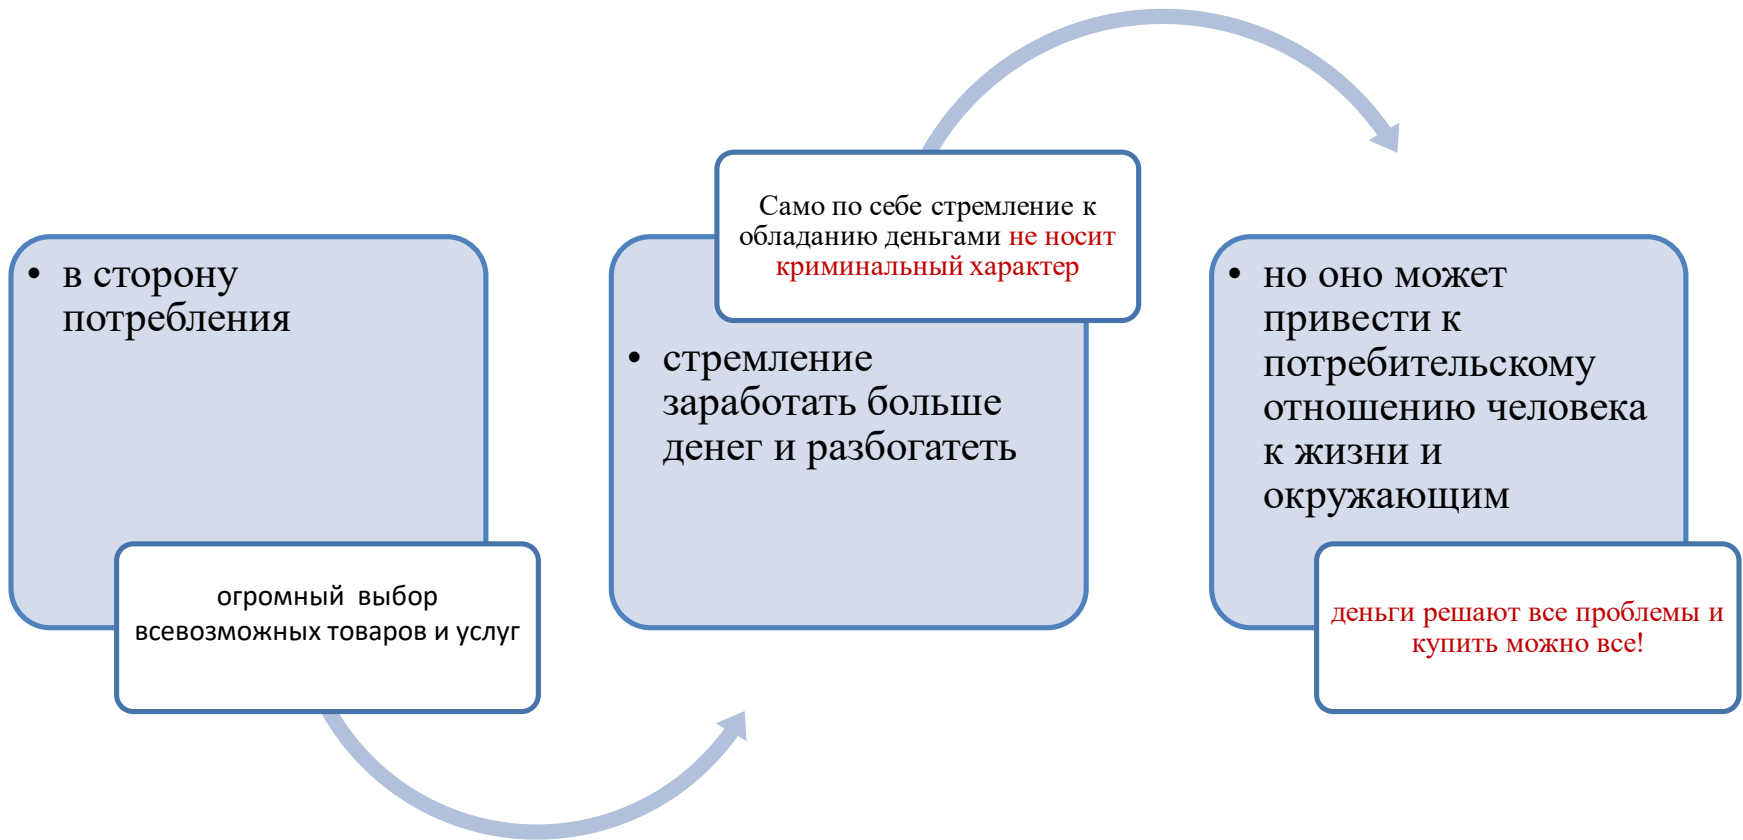 • в сторону
потребления
огромный выбор
всевозможных товаров и услуг
Само по себе стремление к
обладанию деньгами не носит
криминальный характер
• стремление
заработать больше
денег и разбогатеть
• но оно может
привести к
потребительскому
отношению человека
к жизни и
окружающим
деньги решают все проблемы и
купить можно все!